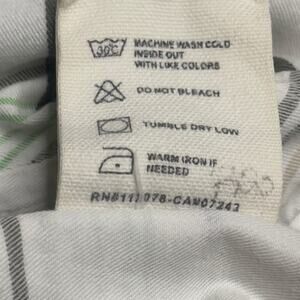 30°C
MACHINE WASH COLD
INSIDE OUT
WITH LIKE COLORS
DO NOT BLEACH
TUMBLE DRY LOW
WARM IRON IF
NEEDED